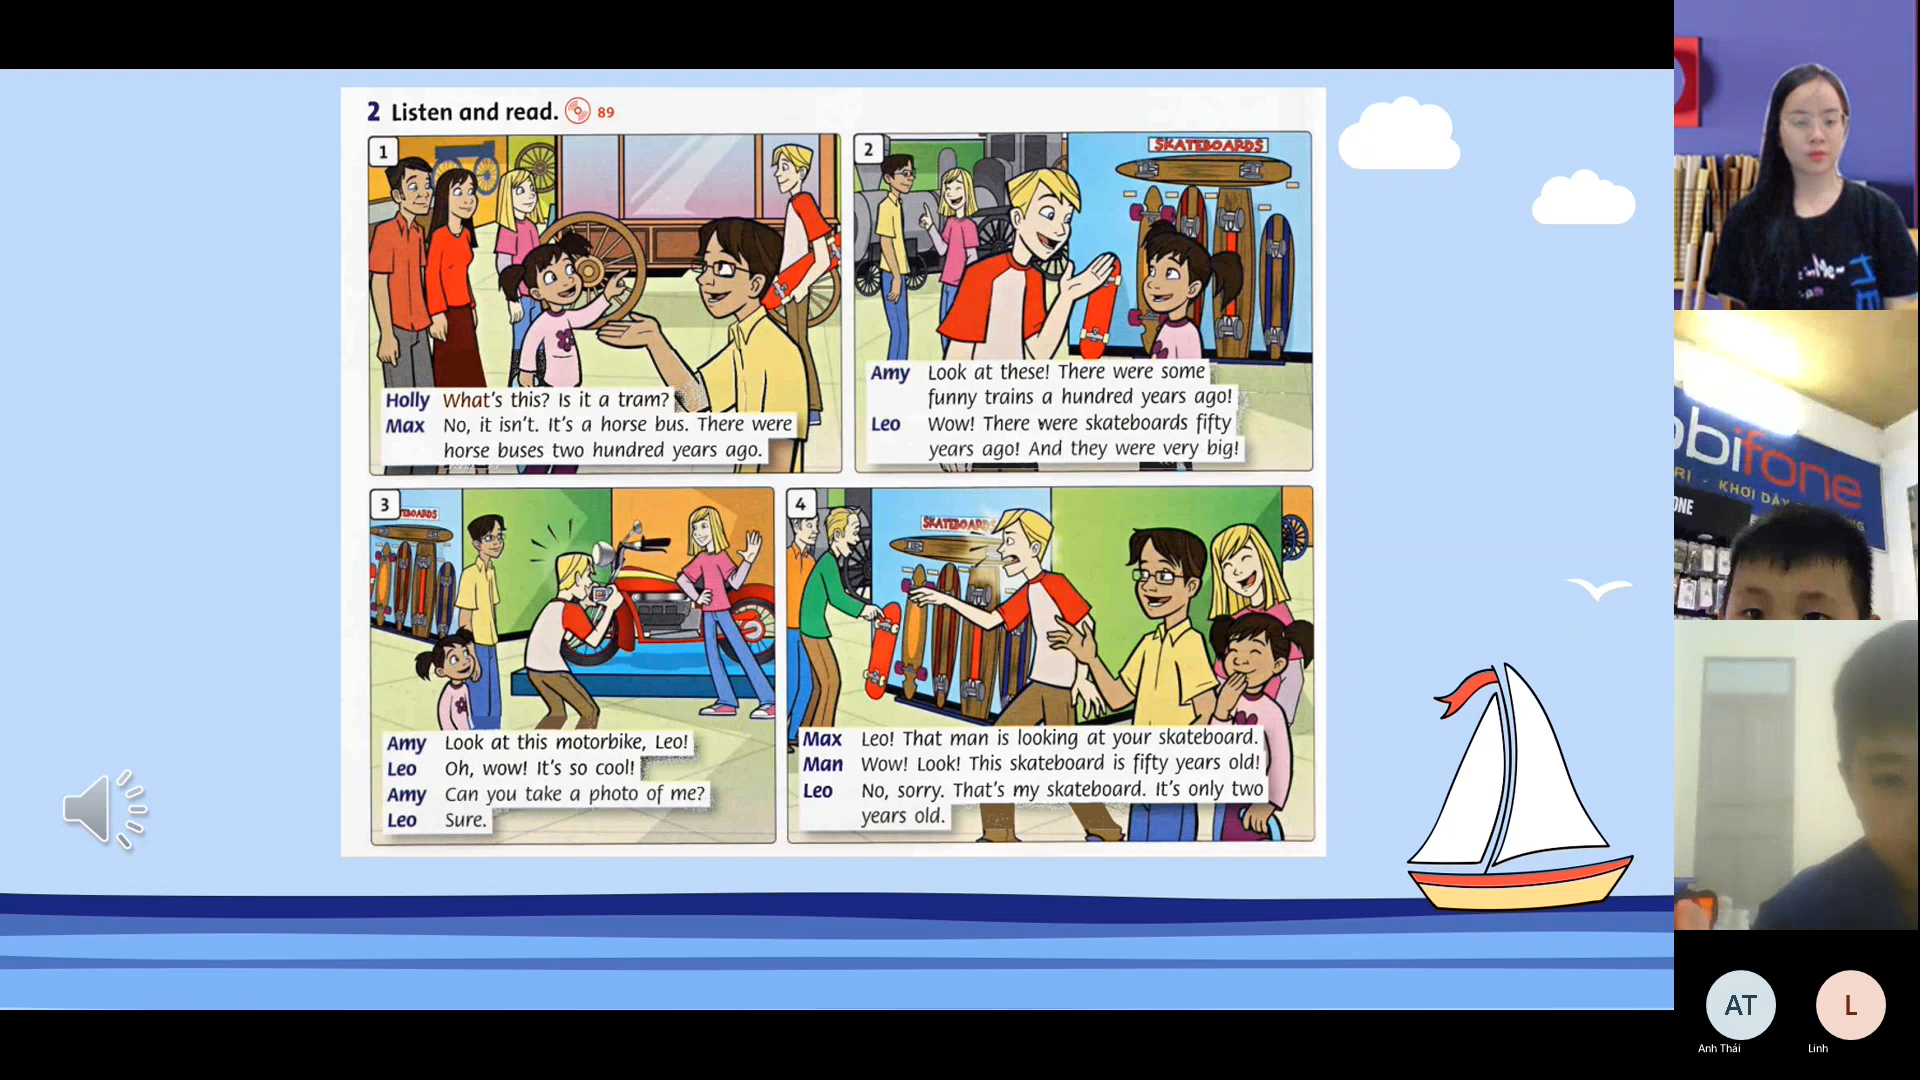 2 Listen and read. 89
1
Holly What's this? Is it a tram?
Max No, it isn't. It's a horse bus. There were
horse buses two hundred years ago.
2
SKATEBOARDS
Amy Look at these! There were some
funny trains a hundred years ago!
Leo Wow! There were skateboards fifty
years ago! And they were very big!
3
TEBOARDS
Amy Look at this motorbike, Leo!
Leo Oh, wow! It's so cool!
Amy Can you take a photo of me?
Leo Sure.
4
SKATEBOARDS
Max Leo! That man is looking at your skateboard.
Man Wow! Look! This skateboard is fifty years old!
Leo No, sorry. That's my skateboard. It's only two
years old.
obifone
KHƠI DẬY
ONE
AT
Anh Thái
L
Linh